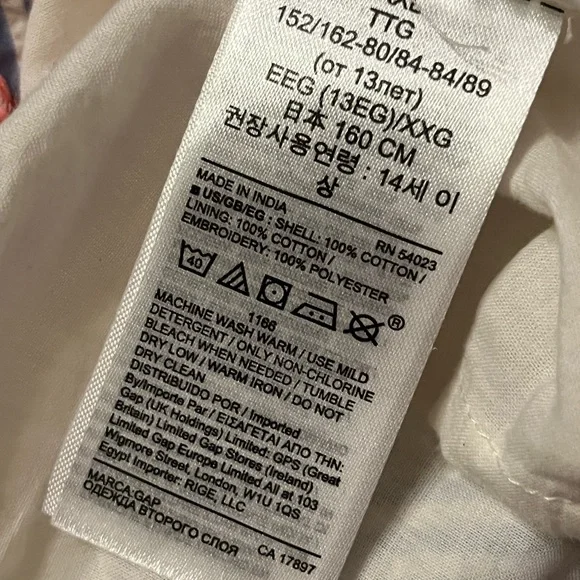 TTG
152/162-80/84-84/89
(от 13лет)
EEG (13EG)/XXG
日本 160 CM
권장사용연령 : 14세 이
상
MADE IN INDIA RN 54023
■ US/GB/EG : SHELL: 100% COTTON /
LINING: 100% COTTON /
EMBROIDERY: 100% POLYESTER
40 ®
1166
MACHINE WASH WARM / USE MILD
DETERGENT / ONLY NON-CHLORINE
BLEACH WHEN NEEDED / TUMBLE
DRY LOW / WARM IRON / DO NOT
DRY CLEAN
DISTRIBUIDO POR / Imported
By/Importe Par / ΕΙΣΑΓΕΤΑΙ ΑΠΟ ΤΗΝ:
Gap (UK Holdings) Limited: GPS (Great
Britain) Limited Gap Stores (Ireland)
Limited Gap Europe Limited All at 103
Wigmore Street, London, W1U 1QS
Egypt Importer: RIGE, LLC
МАРКА:GAP
ОДЕЖДА ВТОРОГО СЛОЯ CA 17897